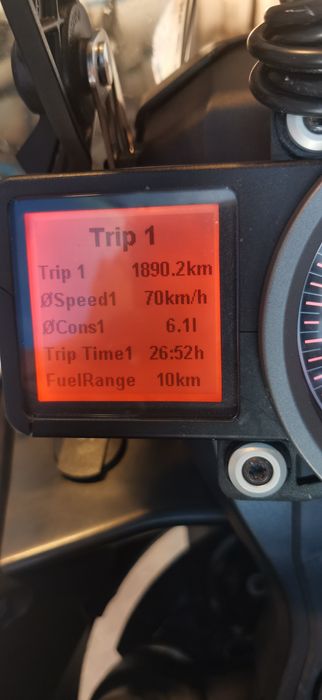 Trip 1
Trip 1 1890.2km
ØSpeed1 70km/h
ØCons1 6.1l
Trip Time1 26:52h
FuelRange 10km